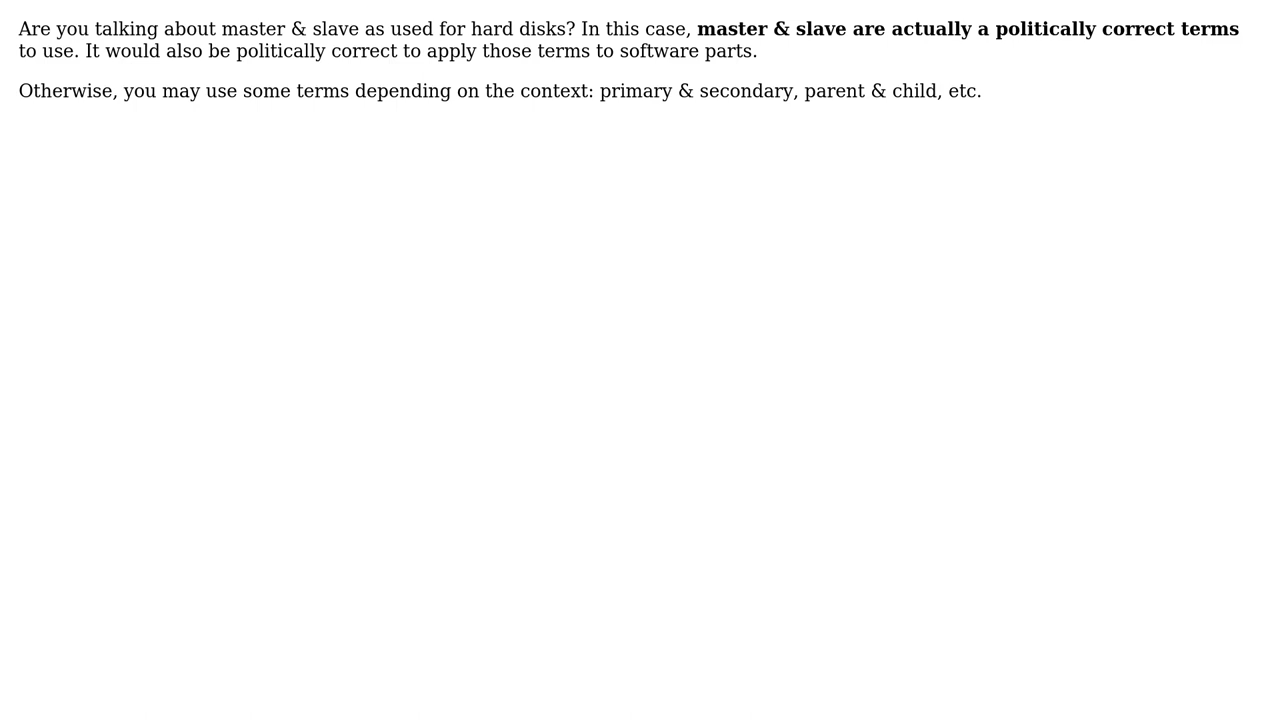 Are you talking about master & slave as used for hard disks? In this case, master & slave are actually a politically correct terms
to use. It would also be politically correct to apply those terms to software parts.
Otherwise, you may use some terms depending on the context: primary & secondary, parent & child, etc.